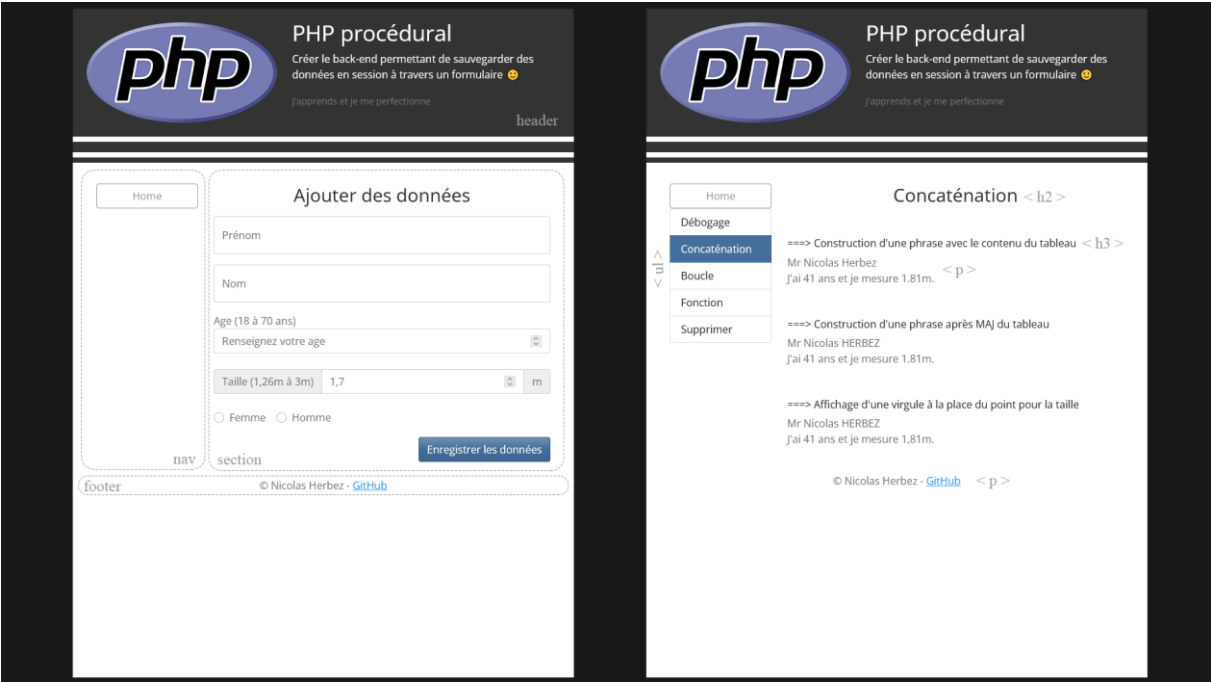 php
PHP procédural
Créer le back-end permettant de sauvegarder des
données en session à travers un formulaire 🙂
J'apprends et je me perfectionne
header
Home
Ajouter des données
Prénom
Nom
Age (18 à 70 ans)
Renseignez votre age
Taille (1,26m à 3m) 1,7 m
Femme Homme
Enregistrer les données
nav
section
footer
© Nicolas Herbez - GitHub
php
PHP procédural
Créer le back-end permettant de sauvegarder des
données en session à travers un formulaire 🙂
J'apprends et je me perfectionne
Home
Débogage
Concaténation
Boucle
Fonction
Supprimer
< ul >
Concaténation < h2 >
===> Construction d'une phrase avec le contenu du tableau < h3 >
Mr Nicolas Herbez
J'ai 41 ans et je mesure 1.81m. < p >
===> Construction d'une phrase après MAJ du tableau
Mr Nicolas HERBEZ
J'ai 41 ans et je mesure 1.81m.
===> Affichage d'une virgule à la place du point pour la taille
Mr Nicolas HERBEZ
J'ai 41 ans et je mesure 1,81m.
© Nicolas Herbez - GitHub < p >